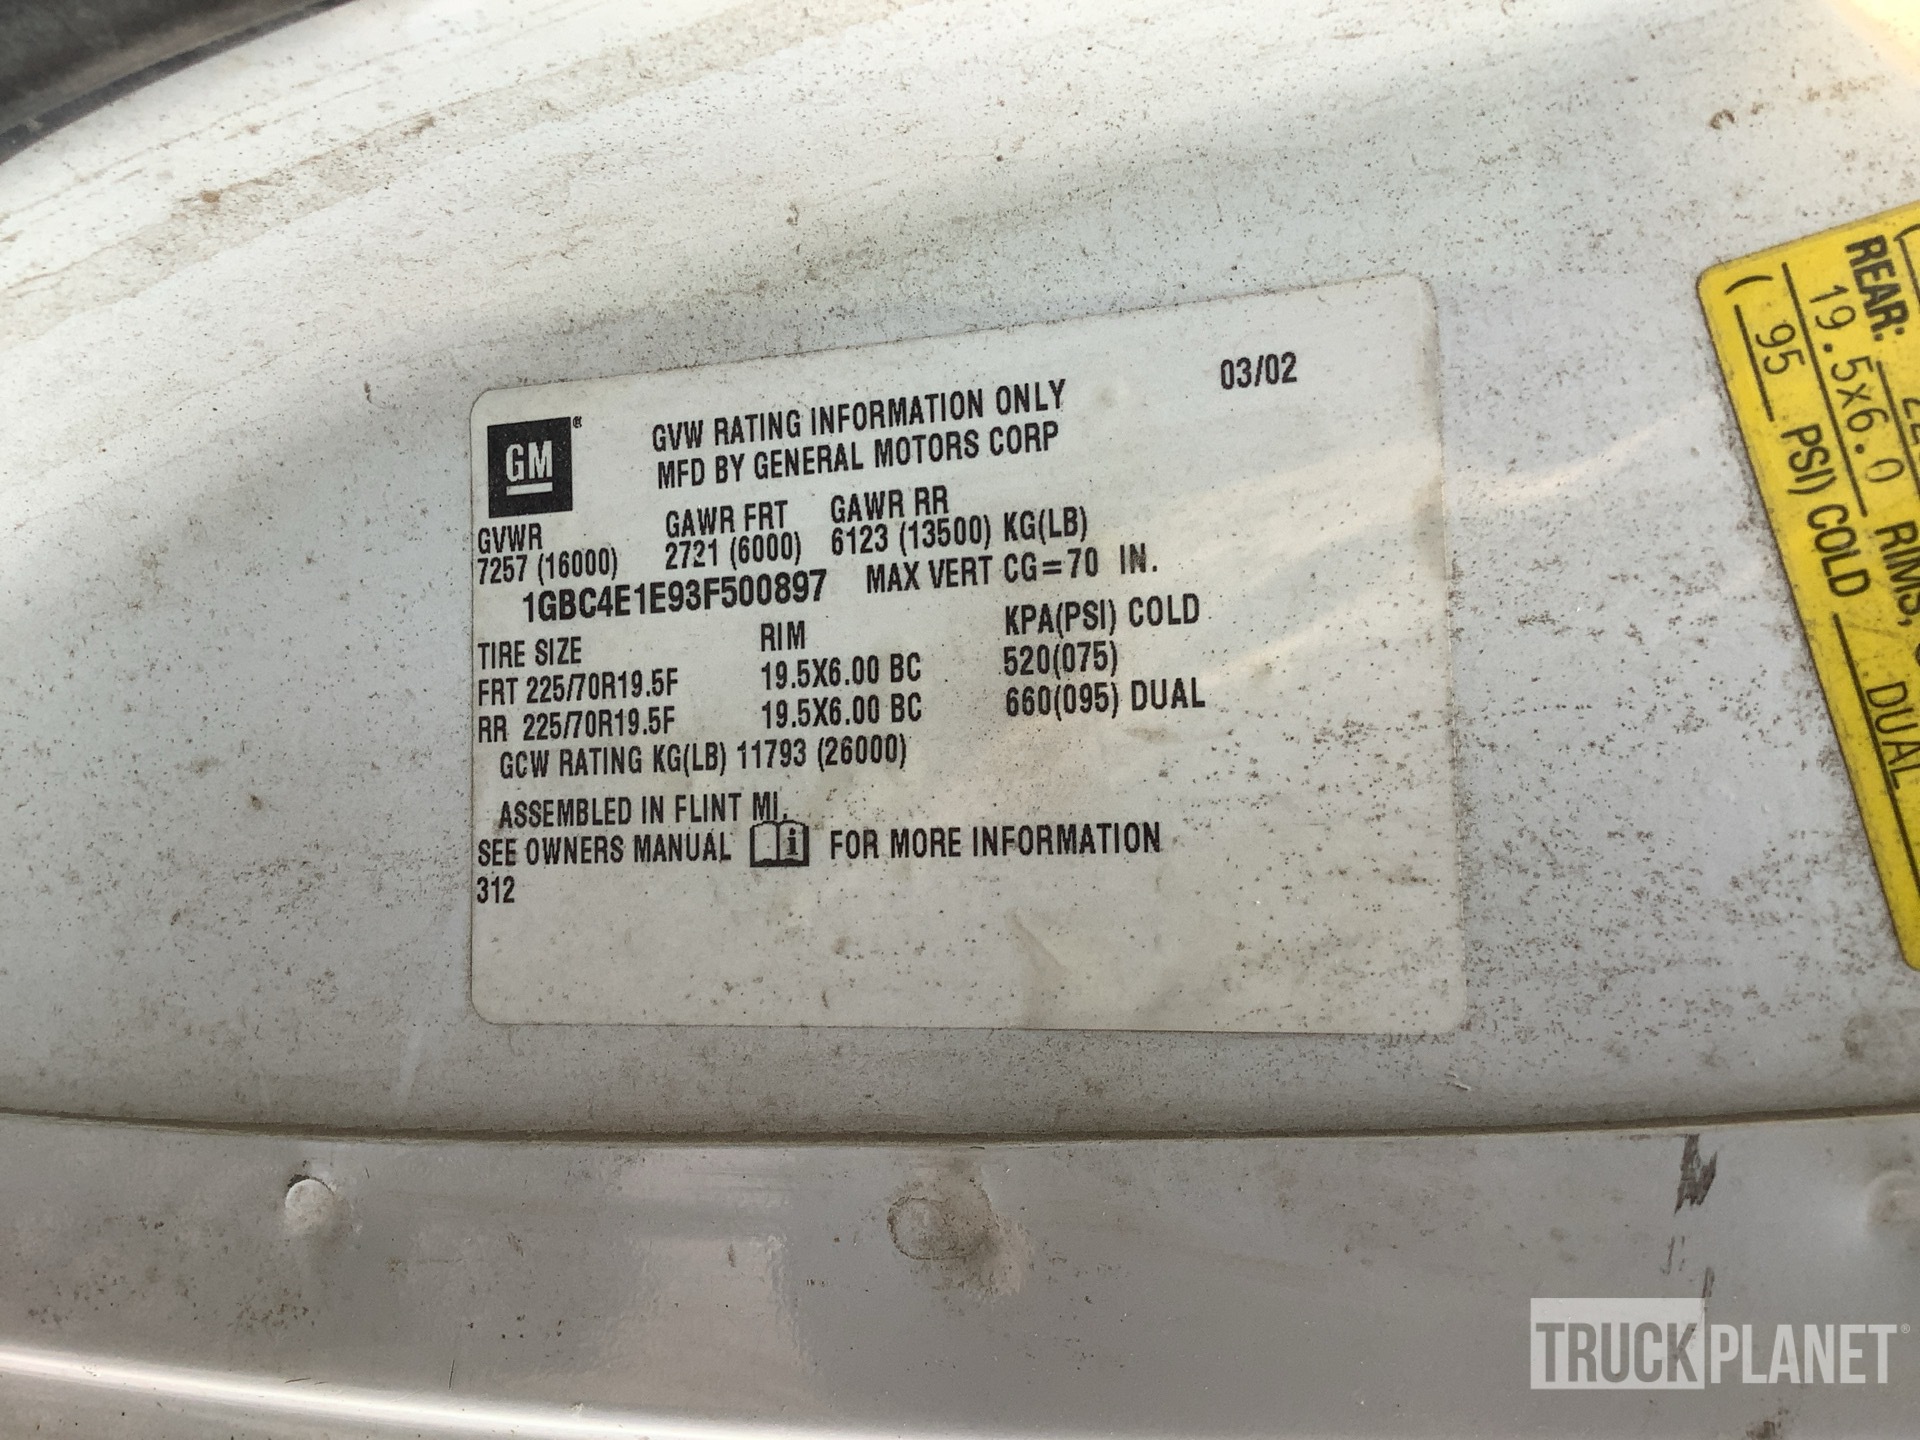 03/02
GM®
GVW RATING INFORMATION ONLY
MFD BY GENERAL MOTORS CORP
GVWR GAWR FRT GAWR RR
7257 (16000) 2721 (6000) 6123 (13500) KG(LB)
1GBC4E1E93F500897 MAX VERT CG=70 IN.
TIRE SIZE RIM KPA(PSI) COLD
FRT 225/70R19.5F 19.5X6.00 BC 520(075)
RR 225/70R19.5F 19.5X6.00 BC 660(095) DUAL
GCW RATING KG(LB) 11793 (26000)
ASSEMBLED IN FLINT MI.
SEE OWNERS MANUAL i FOR MORE INFORMATION
312
REAR:
19.5x6.0 RIMS,
( 95 PSI) COLD DUAL
TRUCKPLANET®